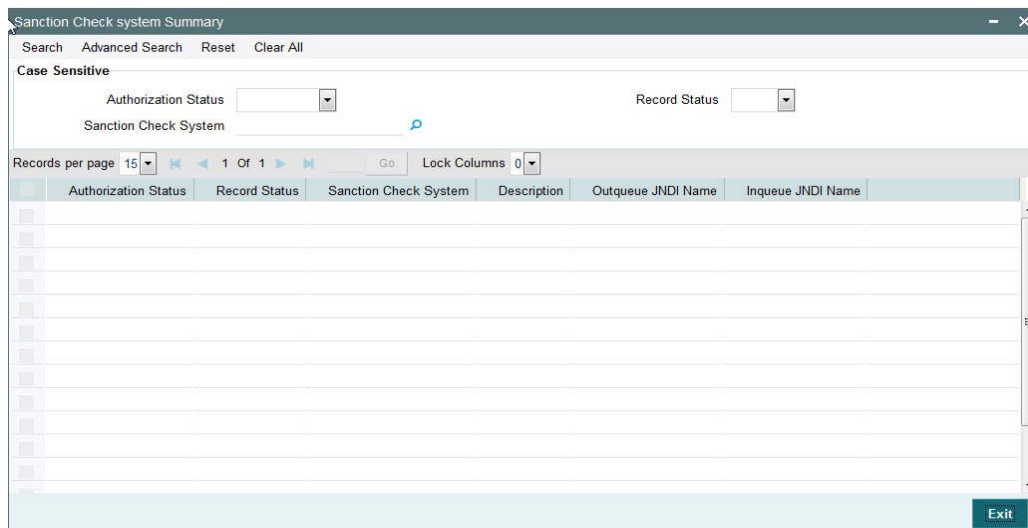 Sanction Check system Summary
Search Advanced Search Reset Clear All
Case Sensitive
Authorization Status Record Status
Sanction Check System
Records per page 15 1 Of 1 Go Lock Columns 0
Authorization Status Record Status Sanction Check System Description Outqueue JNDI Name Inqueue JNDI Name
Exit